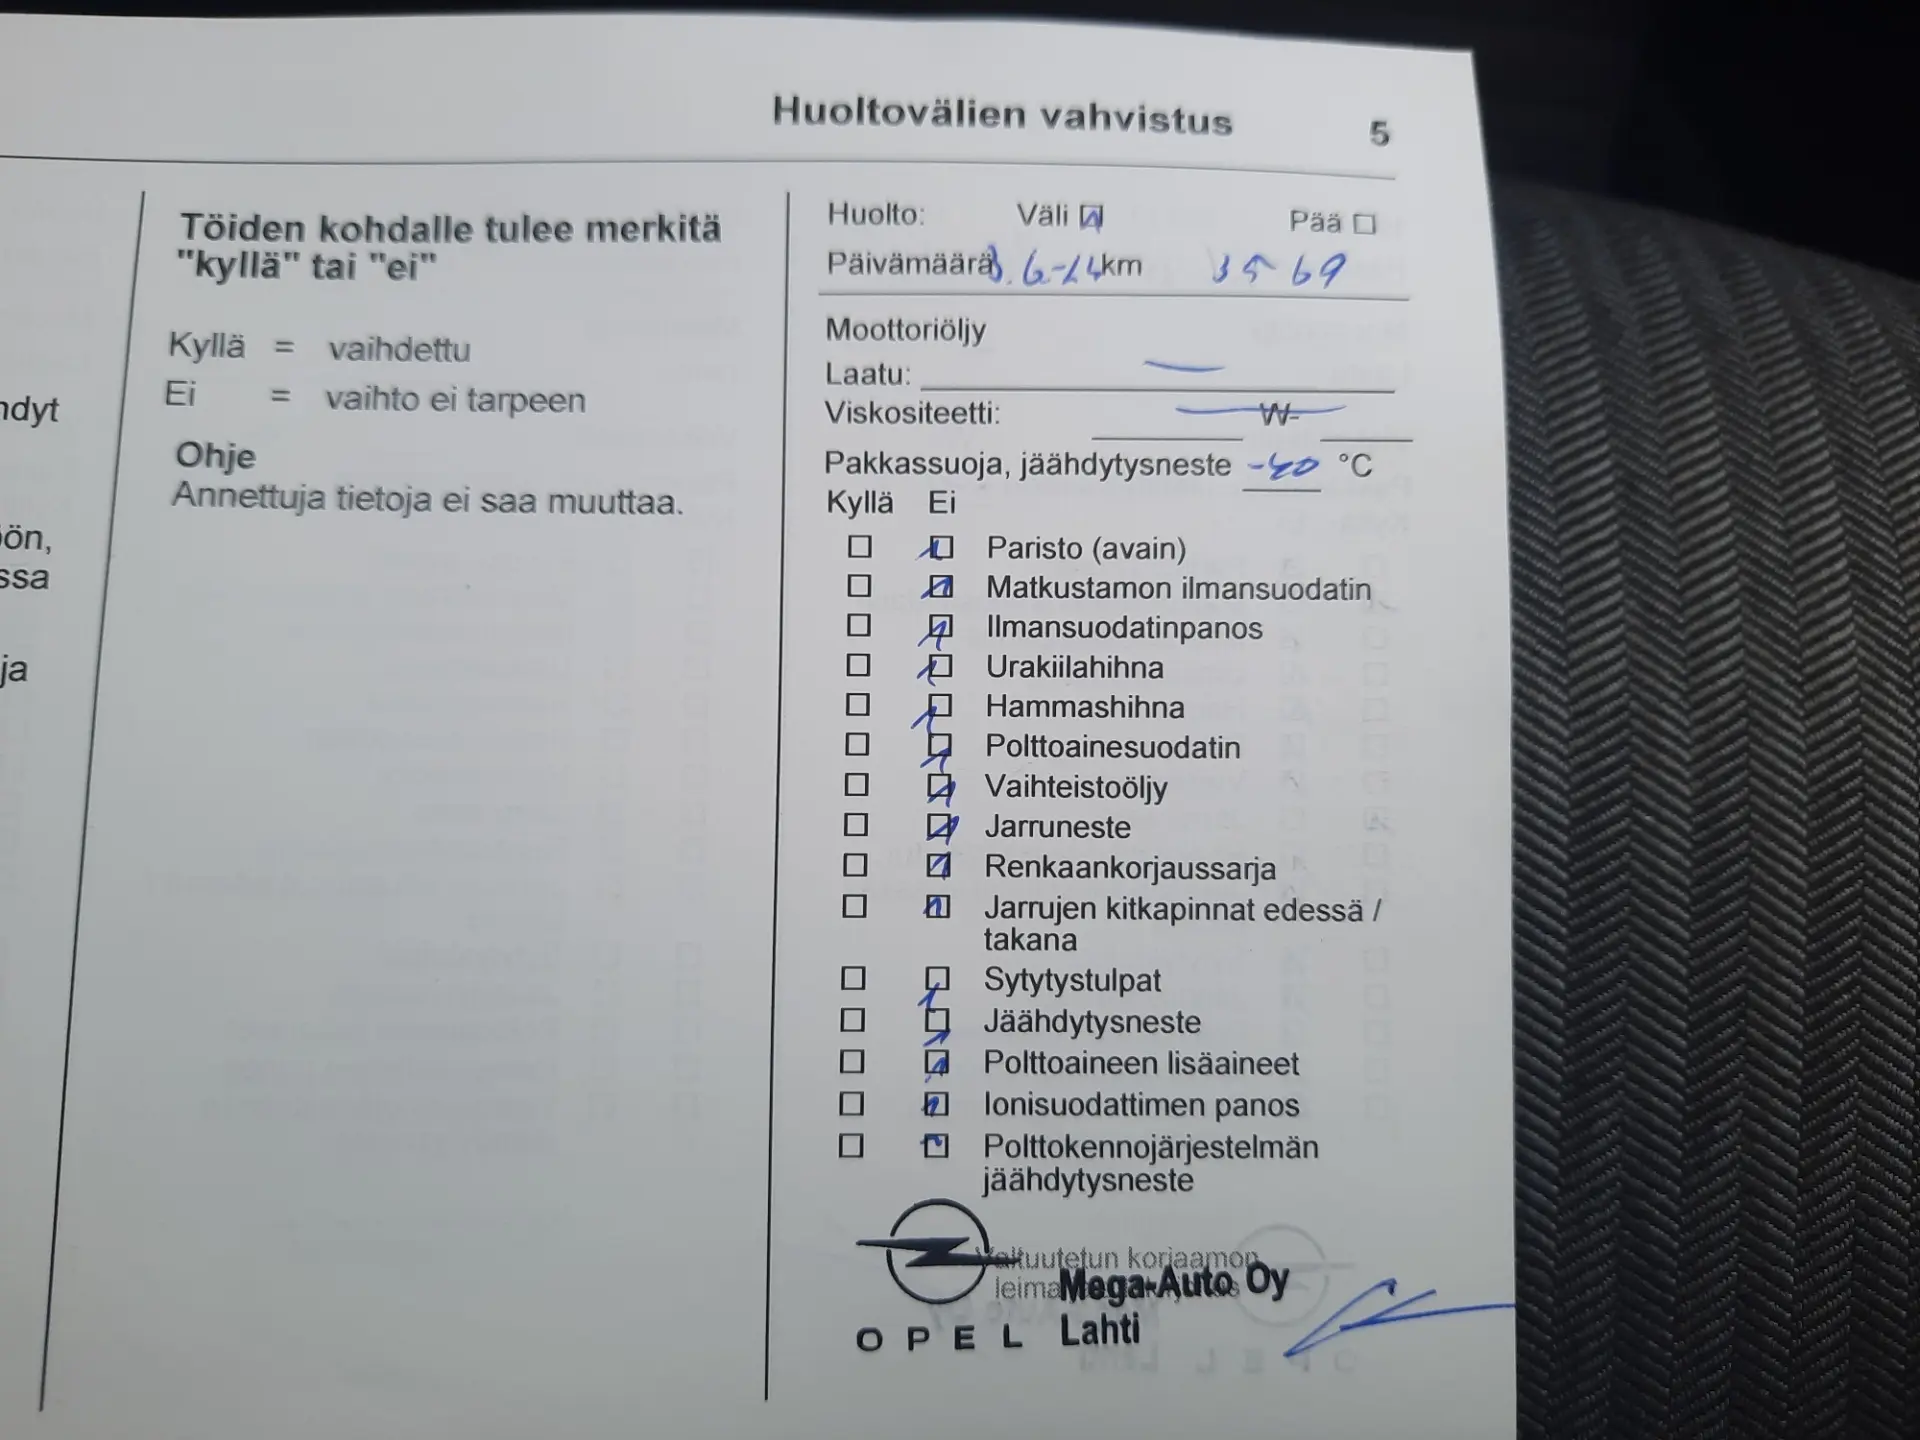 Huoltovälien vahvistus 5
ndyt
ssa
ja
Töiden kohdalle tulee merkitä
"kyllä" tai "ei"
Kyllä = vaihdettu
Ei = vaihto ei tarpeen
Ohje
Annettuja tietoja ei saa muuttaa.
Huolto: Väli Pää
Päivämäärä km 3569
Moottoriöljy
Laatu: —
Viskositeetti: — W-
Pakkassuoja, jäähdytysneste -40 °C
Kyllä Ei
Paristo (avain)
Matkustamon ilmansuodatin
Ilmansuodatinpanos
Urakiilahihna
Hammashihna
Polttoainesuodatin
Vaihteistoöljy
Jarruneste
Renkaankorjaussarja
Jarrujen kitkapinnat edessä /
takana
Sytytystulpat
Jäähdytysneste
Polttoaineen lisäaineet
Ionisuodattimen panos
Polttokennojärjestelmän
jäähdytysneste
Valtuutetun korjaamon
leima
Mega-Auto Oy
OPEL Lahti